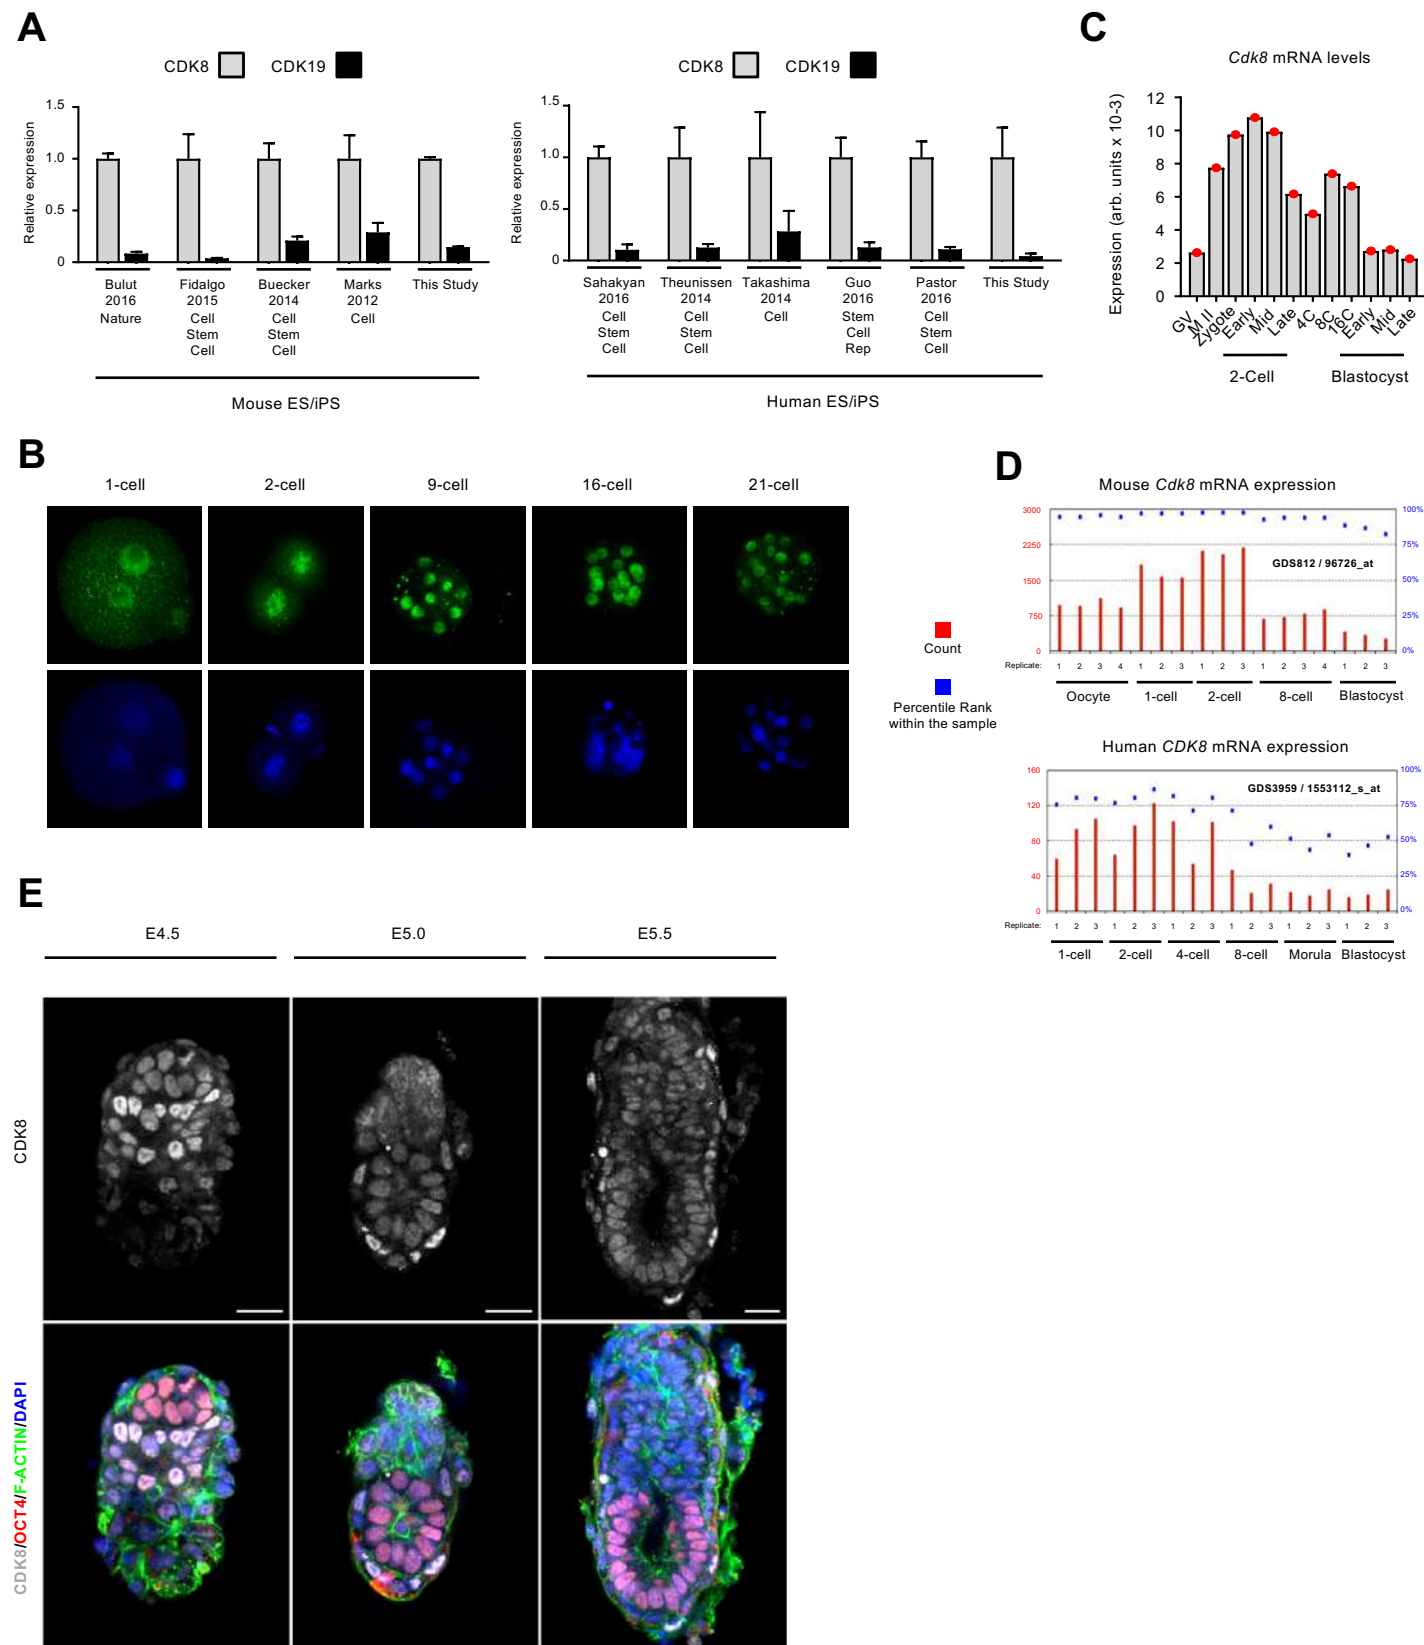 A
CDK8 CDK19
Relative expression
1.5
1.0
0.5
0
Bulut
2016
Nature
Fidalgo
2015
Cell
Stem
Cell
Buecker
2014
Cell
Stem
Cell
Marks
2012
Cell
This Study
Mouse ES/iPS
CDK8 CDK19
Relative expression
1.5
1.0
0.5
0
Sahakyan
2016
Cell
Stem
Cell
Theunissen
2014
Cell
Stem
Cell
Takashima
2014
Cell
Guo
2016
Stem
Cell
Rep
Pastor
2016
Cell
Stem
Cell
This Study
Human ES/iPS
C
Cdk8 mRNA levels
Expression (arb. units x 10-3)
12
10
8
6
4
2
0
GV M II Zygote Early Mid Late 4C 8C 16C Early Mid Late
2-Cell Blastocyst
B
1-cell 2-cell 9-cell 16-cell 21-cell
D
Count
Percentile Rank
within the sample
Mouse Cdk8 mRNA expression
3000
2250
1500
750
0
100%
75%
50%
25%
0%
GDS812 / 96726_at
Replicate: 1 2 3 4 1 2 3 1 2 3 1 2 3 4 1 2 3
Oocyte 1-cell 2-cell 8-cell Blastocyst
Human CDK8 mRNA expression
160
120
80
40
0
100%
75%
50%
25%
0%
GDS3959 / 1553112_s_at
Replicate: 1 2 3 1 2 3 1 2 3 1 2 3 1 2 3 1 2 3
1-cell 2-cell 4-cell 8-cell Morula Blastocyst
E
E4.5 E5.0 E5.5
CDK8
CDK8/OCT4/F-ACTIN/DAPI